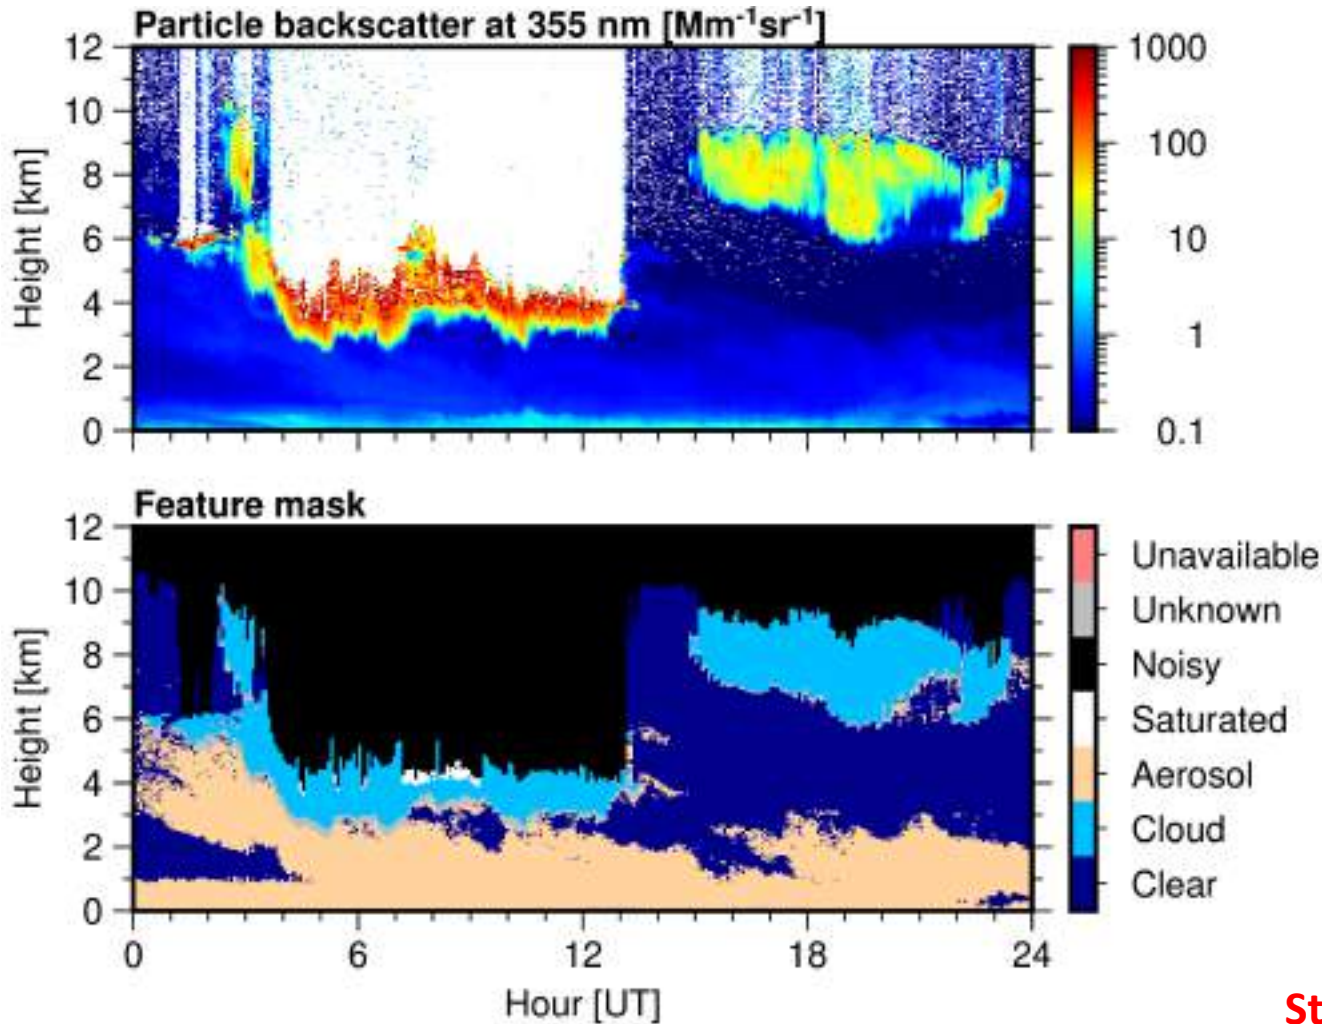 Particle backscatter at 355 nm [Mm⁻¹sr⁻¹]
12
10
8
6
4
2
0
Height [km]
1000
100
10
1
0.1
Feature mask
12
10
8
6
4
2
0
Height [km]
Unavailable
Unknown
Noisy
Saturated
Aerosol
Cloud
Clear
0 6 12 18 24
Hour [UT]
St